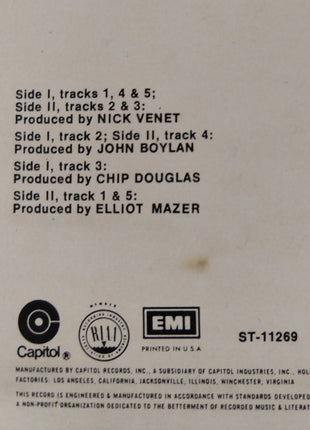 Side I, tracks 1, 4 & 5;
Side II, tracks 2 & 3:
Produced by NICK VENET
Side I, track 2; Side II, track 4:
Produced by JOHN BOYLAN
Side I, track 3:
Produced by CHIP DOUGLAS
Side II, track 1 & 5:
Produced by ELLIOT MAZER
MEMBER
RECORDING INDUSTRY
EMI
ST-11269
Capitol®
PRINTED IN U.S.A
MANUFACTURED BY CAPITOL RECORDS, INC., A SUBSIDIARY OF CAPITOL INDUSTRIES, INC., HOL
FACTORIES: LOS ANGELES, CALIFORNIA, JACKSONVILLE, ILLINOIS, WINCHESTER, VIRGINIA
THIS RECORD IS ENGINEERED & MANUFACTURED IN ACCORDANCE WITH STANDARDS DEVELOPED
A NON-PROFIT ORGANIZATION DEDICATED TO THE BETTERMENT OF RECORDED MUSIC & LITERAT